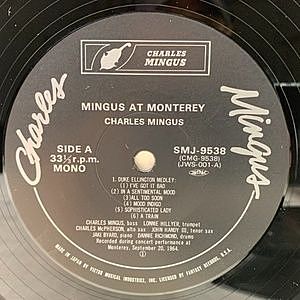 CHARLES
MINGUS
MINGUS AT MONTEREY
CHARLES MINGUS
Charles
Mingus
SIDE A
33⅓ r.p.m.
MONO
SMJ-9538
(CMG-9538)
(JWS-001-A)
1. DUKE ELLINGTON MEDLEY:
(1) I'VE GOT IT BAD
(2) IN A SENTIMENTAL MOOD
(3) ALL TOO SOON
(4) MOOD INDIGO
(5) SOPHISTICATED LADY
(6) A TRAIN
CHARLES MINGUS, bass LONNIE HILLYER, trumpet
CHARLES McPHERSON, alto sax JOHN HANDY III, tenor sax
JAKI BYARD, piano DANNIE RICHMOND, drums
Recorded during concert performance at
Monterey, September 20, 1964.
MADE IN JAPAN BY VICTOR MUSICAL INDUSTRIES, INC. LICENSED BY FANTASY RECORDS, U.S.A.